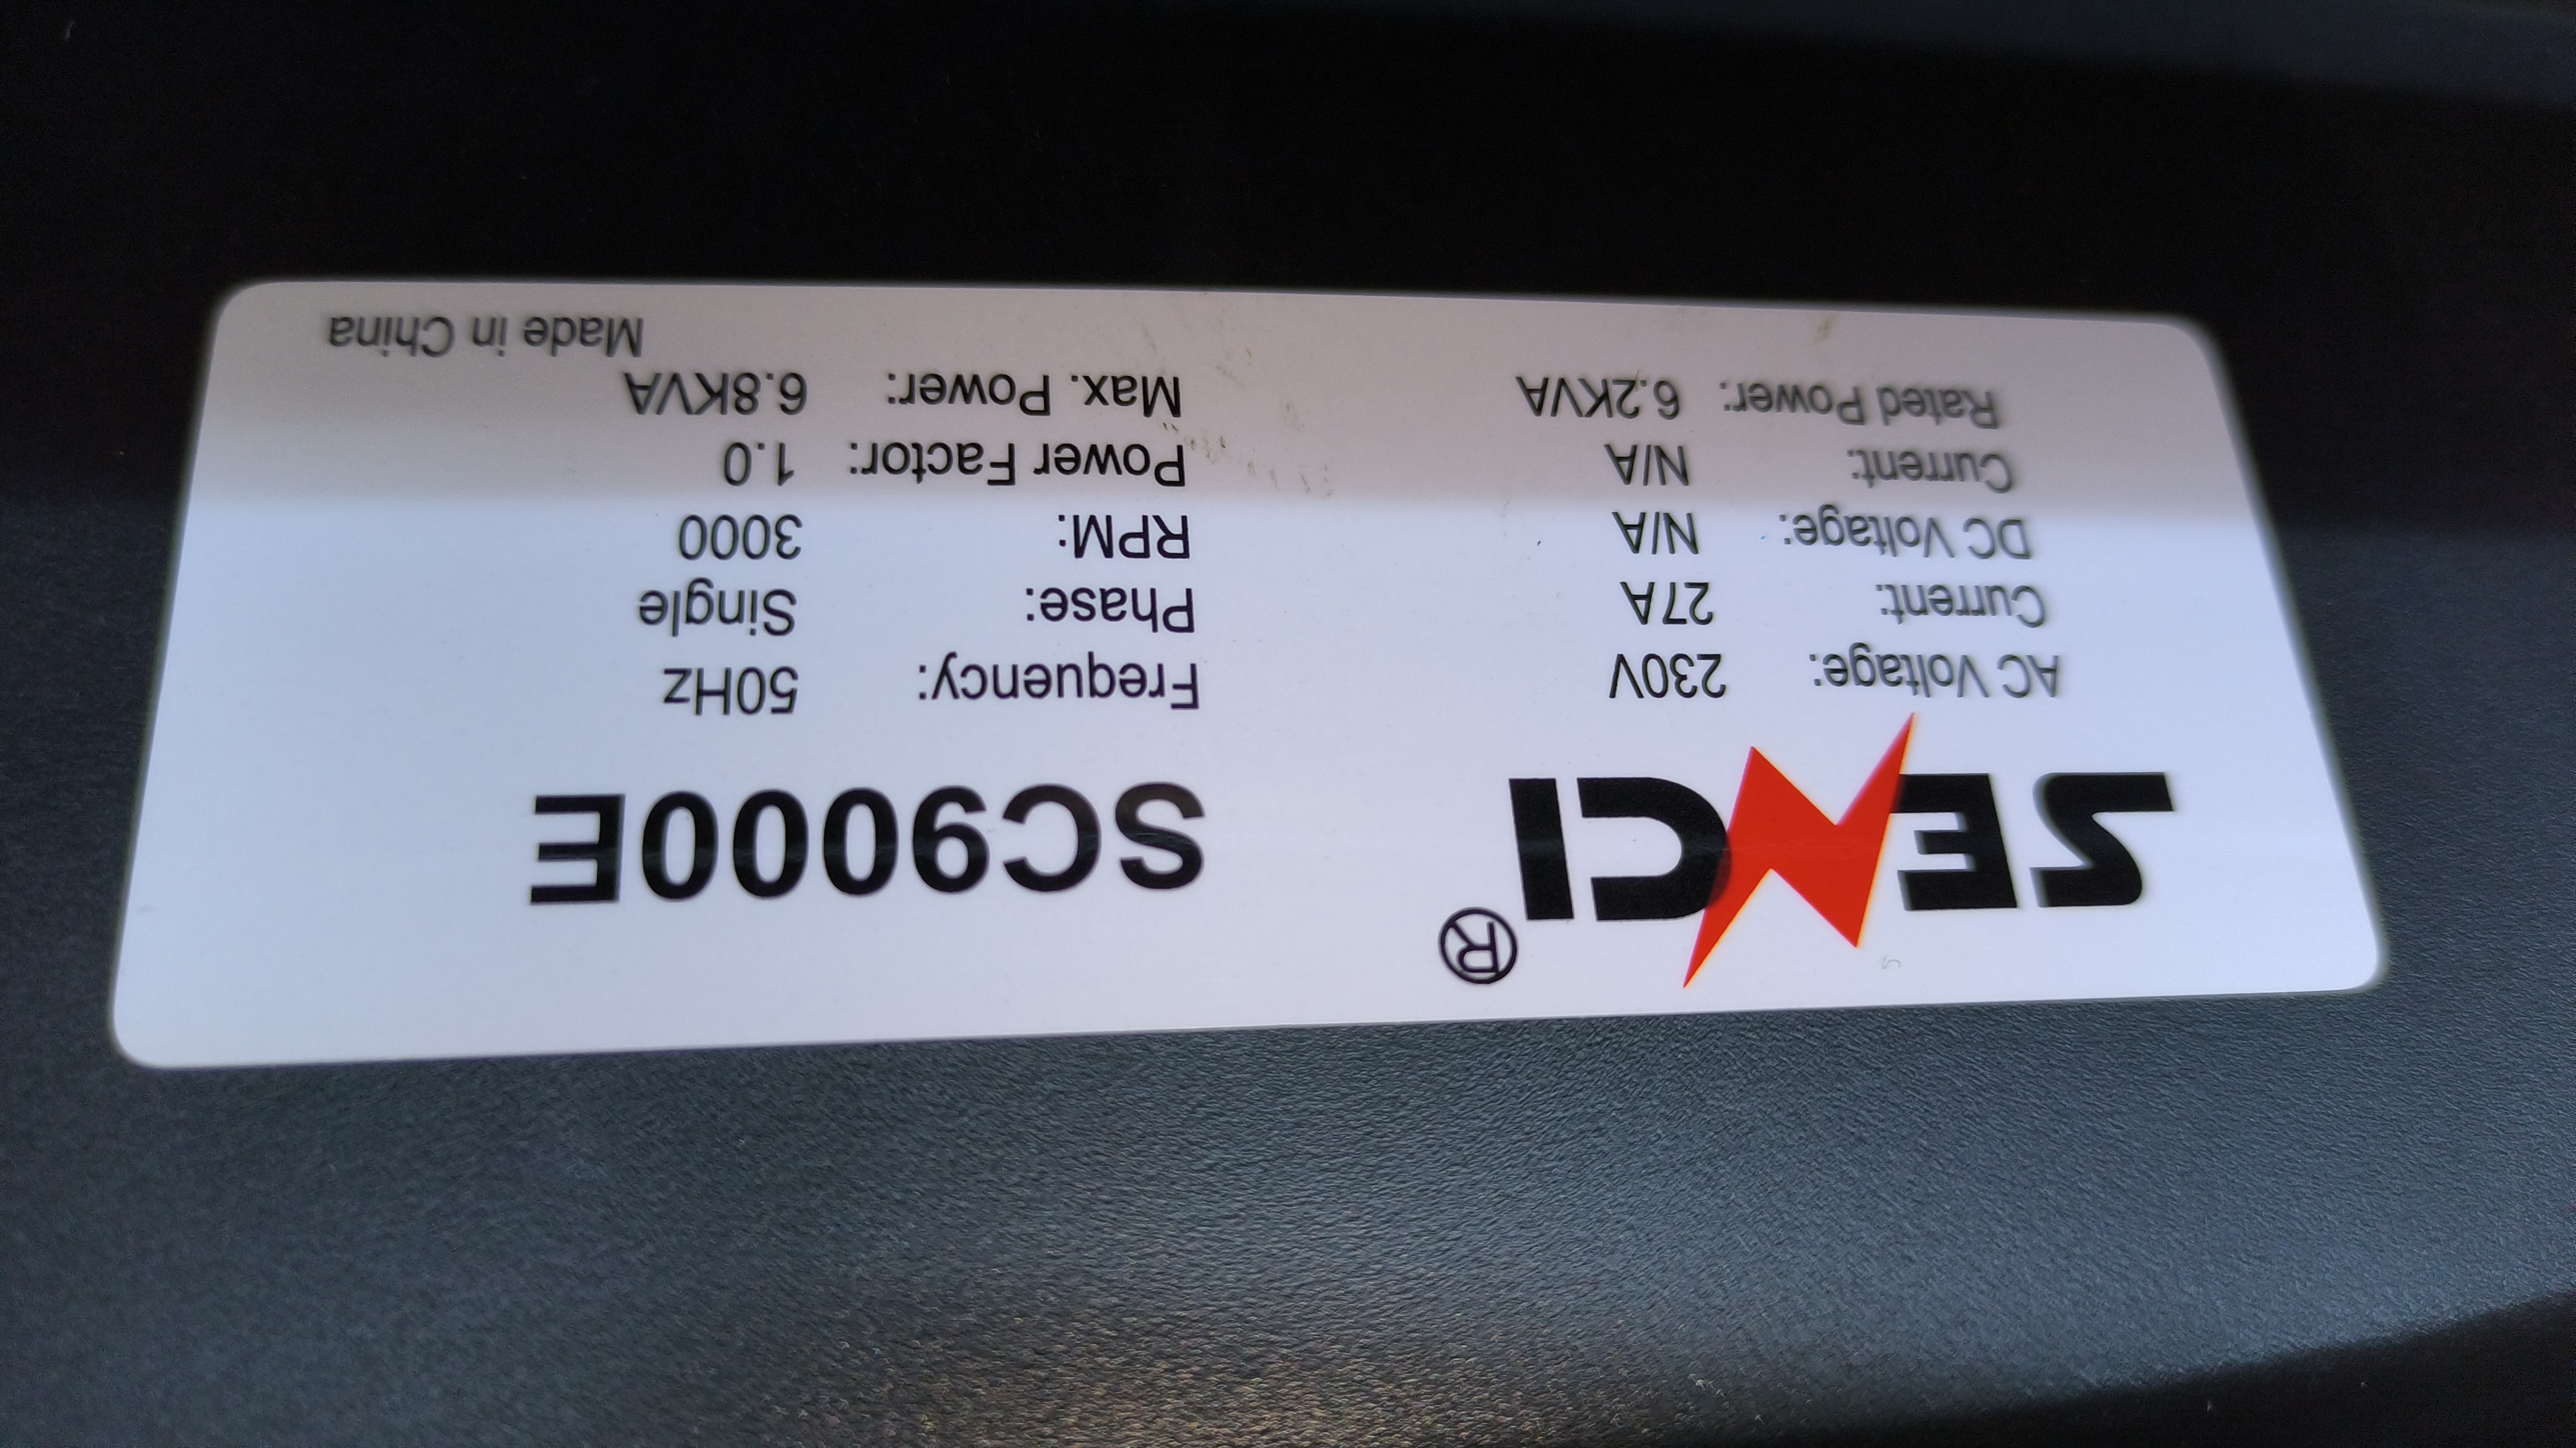 SENCI® SC9000E
AC Voltage: 230V Frequency: 50Hz
Current: 27A Phase: Single
DC Voltage: N/A RPM: 3000
Current: N/A Power Factor: 1.0
Rated Power: 6.2KVA Max. Power: 6.8KVA
Made in China